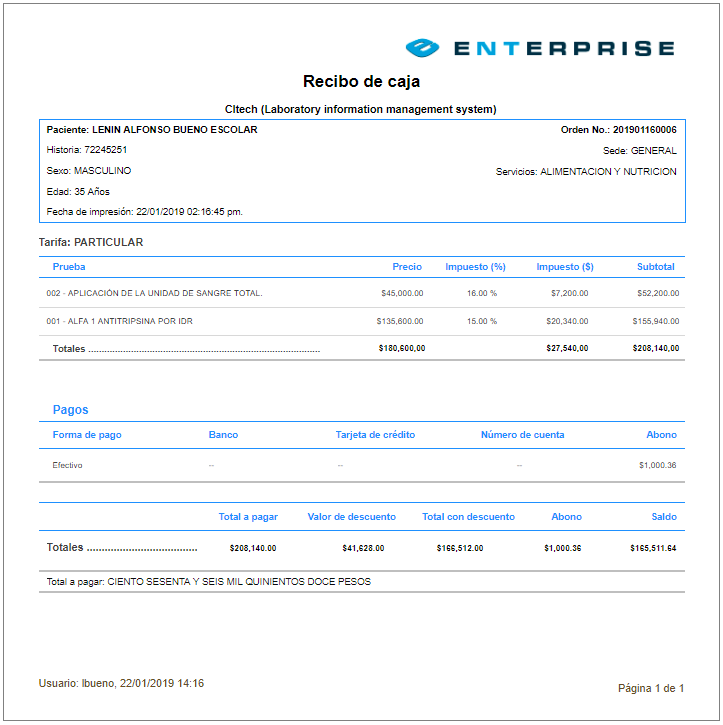 ENTERPRISE
Recibo de caja
CItech (Laboratory information management system)
Paciente: LENIN ALFONSO BUENO ESCOLAR Orden No.: 201901160006
Historia: 72245251 Sede: GENERAL
Sexo: MASCULINO Servicios: ALIMENTACION Y NUTRICION
Edad: 35 Años
Fecha de impresión: 22/01/2019 02:16:45 pm.
Tarifa: PARTICULAR
Prueba Precio Impuesto (%) Impuesto ($) Subtotal
002 - APLICACIÓN DE LA UNIDAD DE SANGRE TOTAL. $45,000.00 16.00 % $7,200.00 $52,200.00
001 - ALFA 1 ANTITRIPSINA POR IDR $135,600.00 15.00 % $20,340.00 $155,940.00
Totales ................................................................................ $180,600,00 $27,540,00 $208,140,00
Pagos
Forma de pago Banco Tarjeta de crédito Número de cuenta Abono
Efectivo -- -- -- $1,000.36
Total a pagar Valor de descuento Total con descuento Abono Saldo
Totales ..................................... $208,140.00 $41,628.00 $166,512.00 $1,000.36 $165,511.64
Total a pagar: CIENTO SESENTA Y SEIS MIL QUINIENTOS DOCE PESOS
Usuario: lbueno, 22/01/2019 14:16
Página 1 de 1